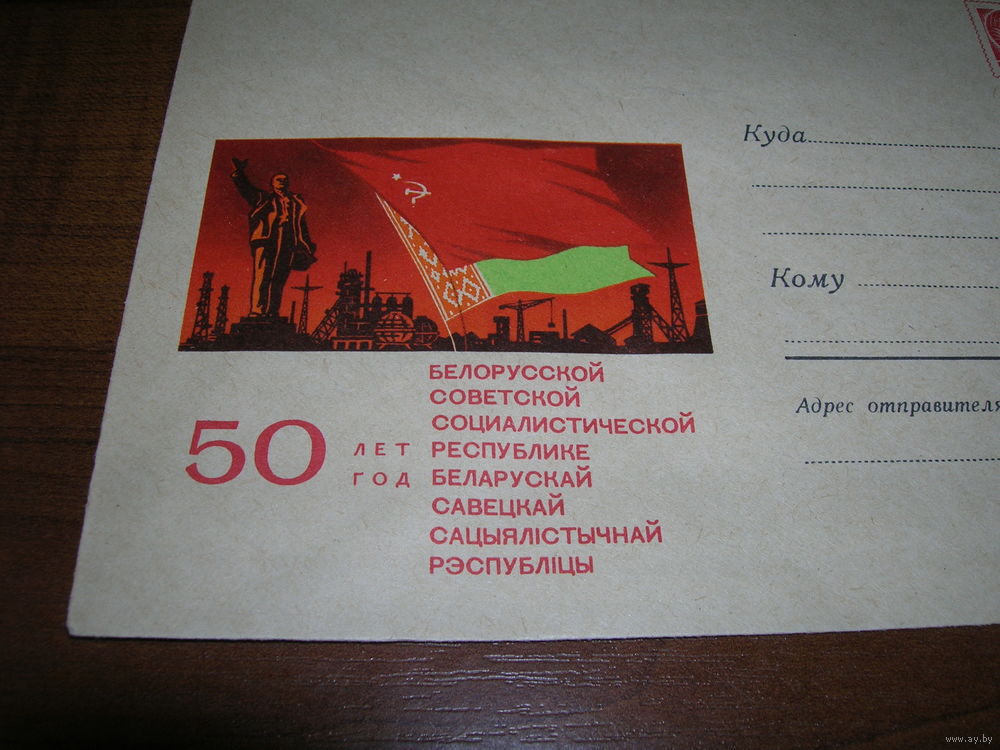 Куда
Кому
Адрес отправителя
50 ЛЕТ ГОД
БЕЛОРУССКОЙ
СОВЕТСКОЙ
СОЦИАЛИСТИЧЕСКОЙ
РЕСПУБЛИКЕ
БЕЛАРУСКАЙ
САВЕЦКАЙ
САЦЫЯЛІСТЫЧНАЙ
РЭСПУБЛІЦЫ
www.ay.by